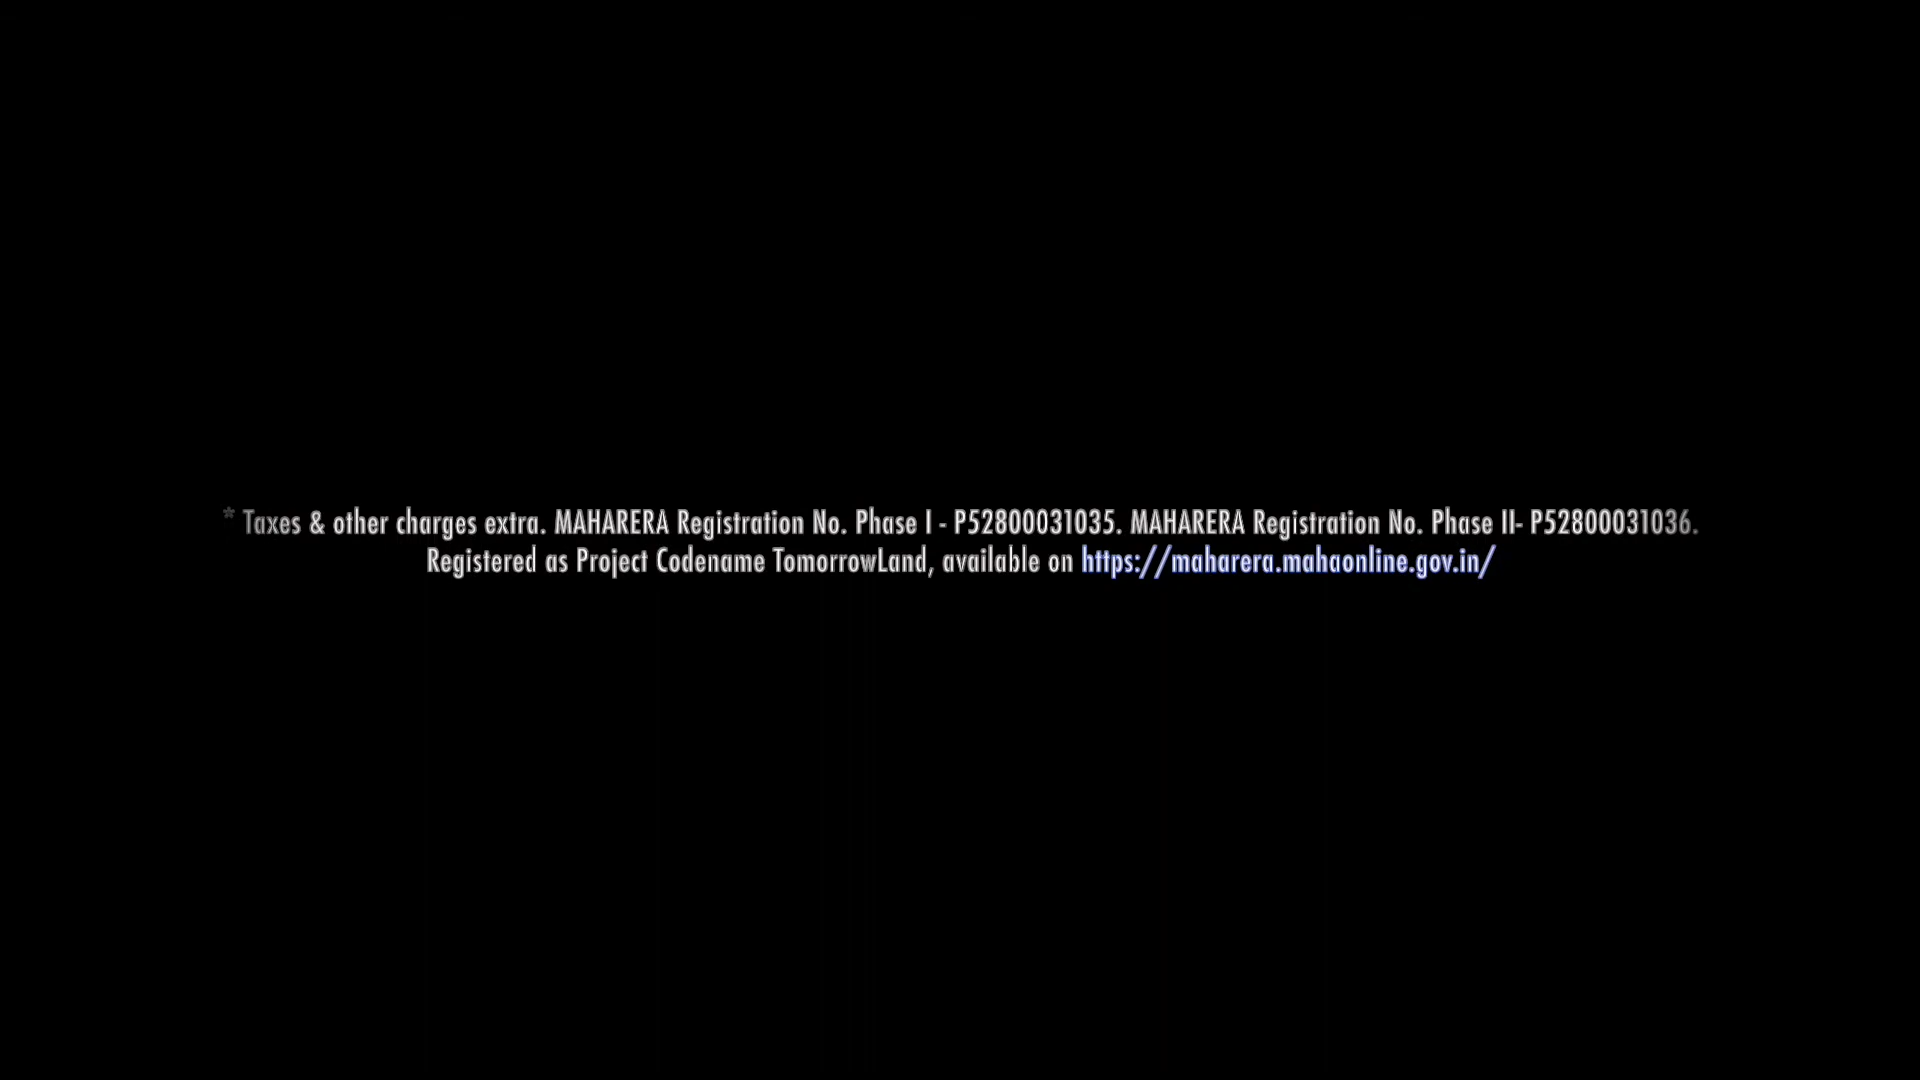 * Taxes & other charges extra. MAHARERA Registration No. Phase I - P52800031035. MAHARERA Registration No. Phase II- P52800031036.
Registered as Project Codename TomorrowLand, available on https://maharera.mahaonline.gov.in/